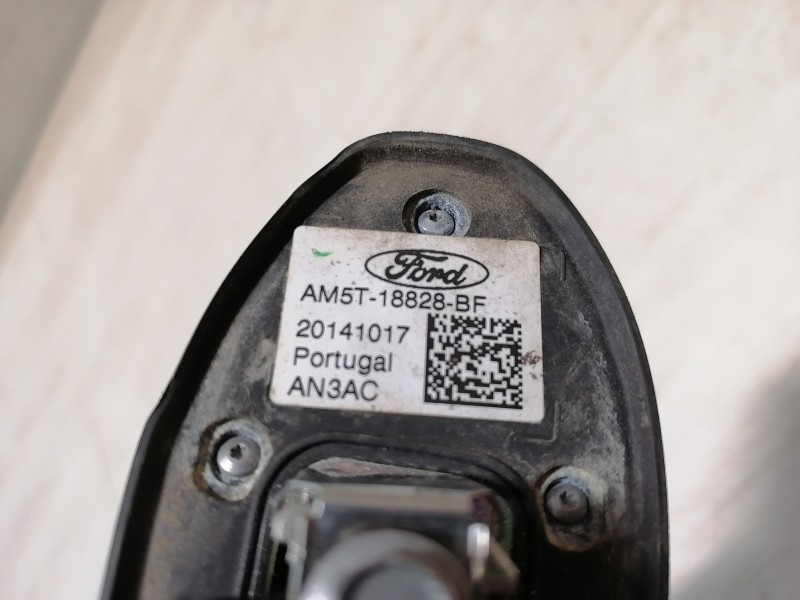 Ford
AM5T-18828-BF
20141017
Portugal
AN3AC